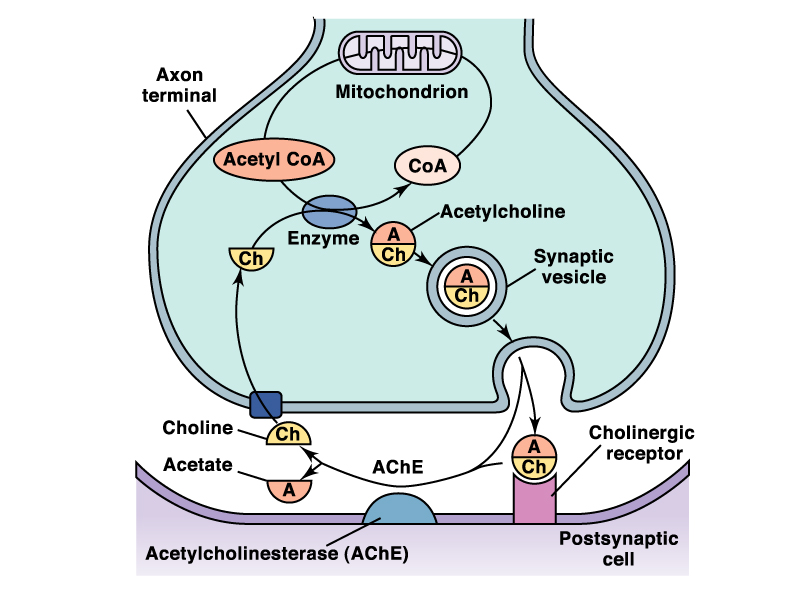 Axon
terminal
Mitochondrion
Acetyl CoA
CoA
Acetylcholine
Enzyme
A
Ch
Ch
Synaptic
vesicle
A
Ch
Choline
Ch
Cholinergic
receptor
A
Ch
Acetate
A
AChE
Acetylcholinesterase (AChE)
Postsynaptic
cell